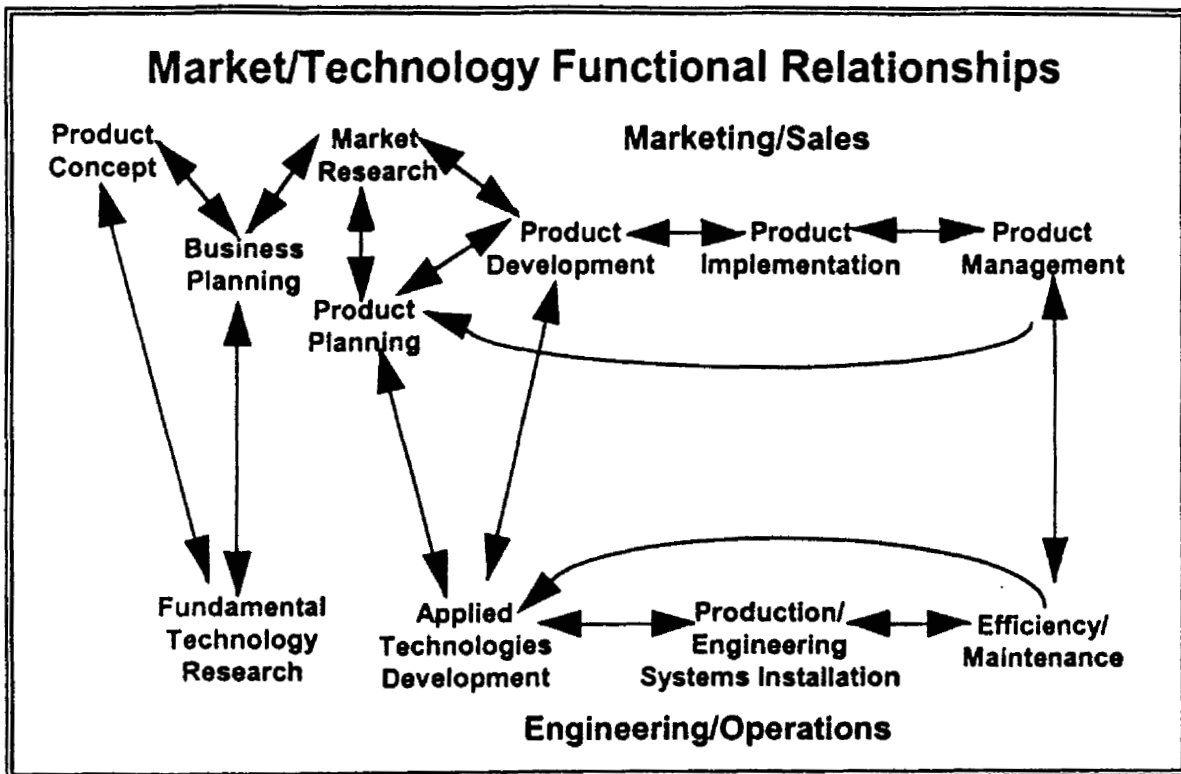 Market/Technology Functional Relationships
Product
Concept
Market
Research
Marketing/Sales
Business
Planning
Product
Development
Product
Implementation
Product
Management
Product
Planning
Fundamental
Technology
Research
Applied
Technologies
Development
Production/
Engineering
Systems Installation
Efficiency/
Maintenance
Engineering/Operations